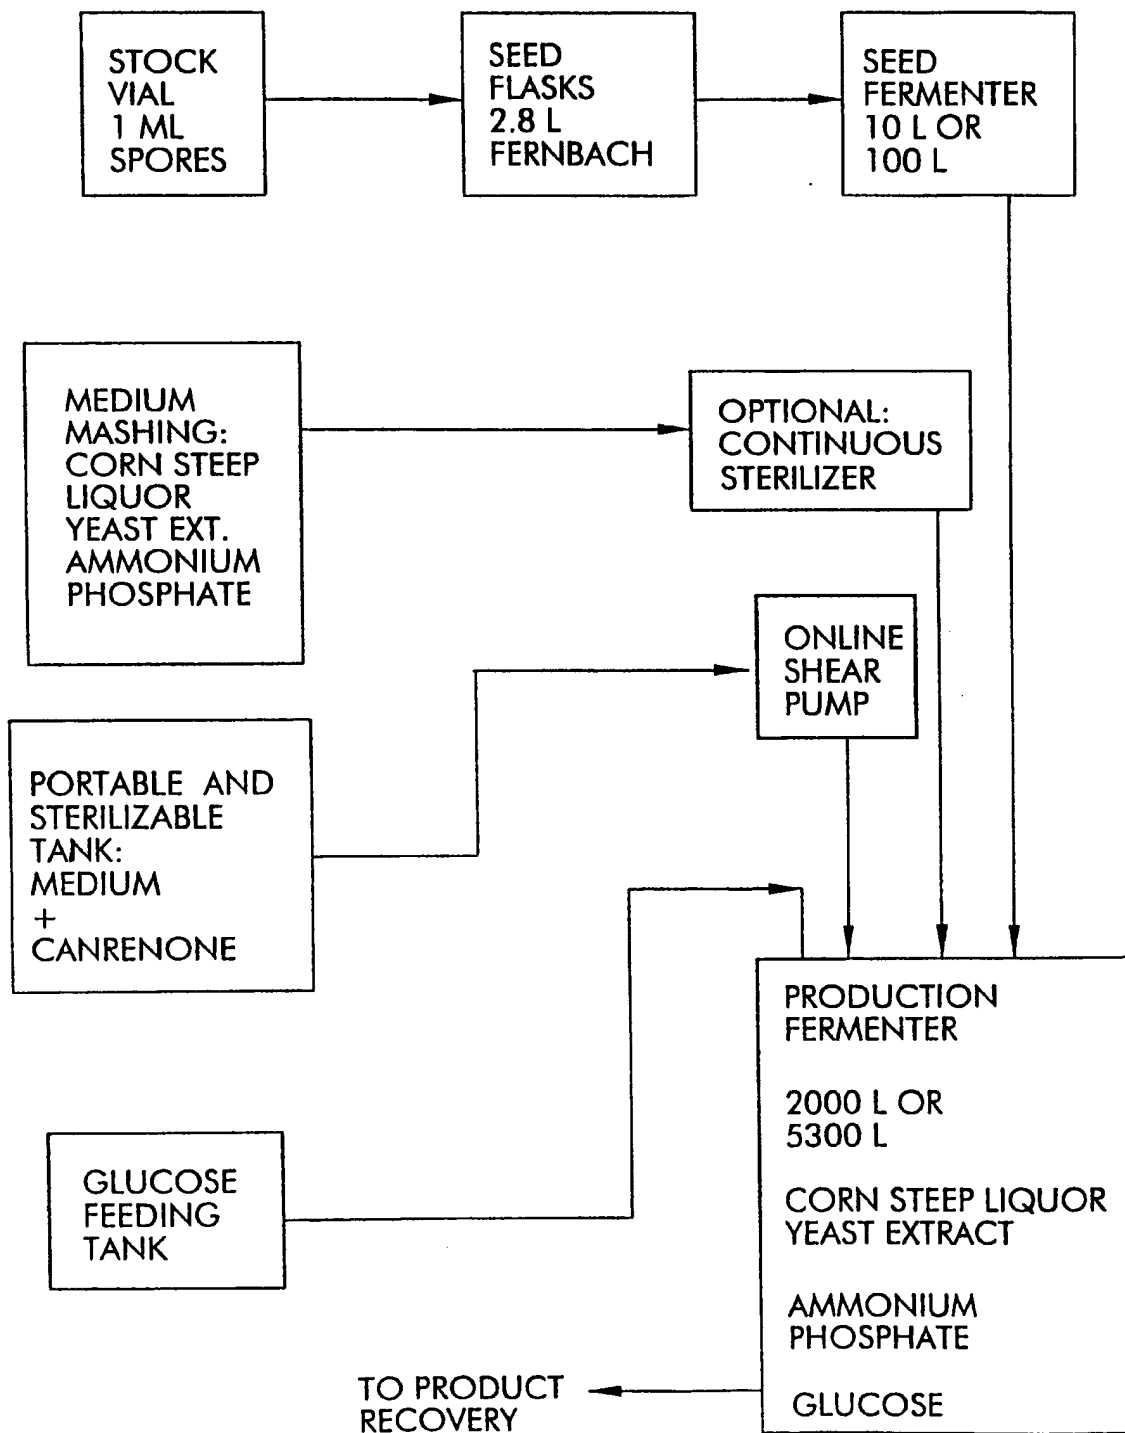 STOCK
VIAL
1 ML
SPORES
SEED
FLASKS
2.8 L
FERNBACH
SEED
FERMENTER
10 L OR
100 L
MEDIUM
MASHING:
CORN STEEP
LIQUOR
YEAST EXT.
AMMONIUM
PHOSPHATE
OPTIONAL:
CONTINUOUS
STERILIZER
ONLINE
SHEAR
PUMP
PORTABLE AND
STERILIZABLE
TANK:
MEDIUM
+
CANRENONE
GLUCOSE
FEEDING
TANK
PRODUCTION
FERMENTER
2000 L OR
5300 L
CORN STEEP LIQUOR
YEAST EXTRACT
AMMONIUM
PHOSPHATE
GLUCOSE
TO PRODUCT
RECOVERY